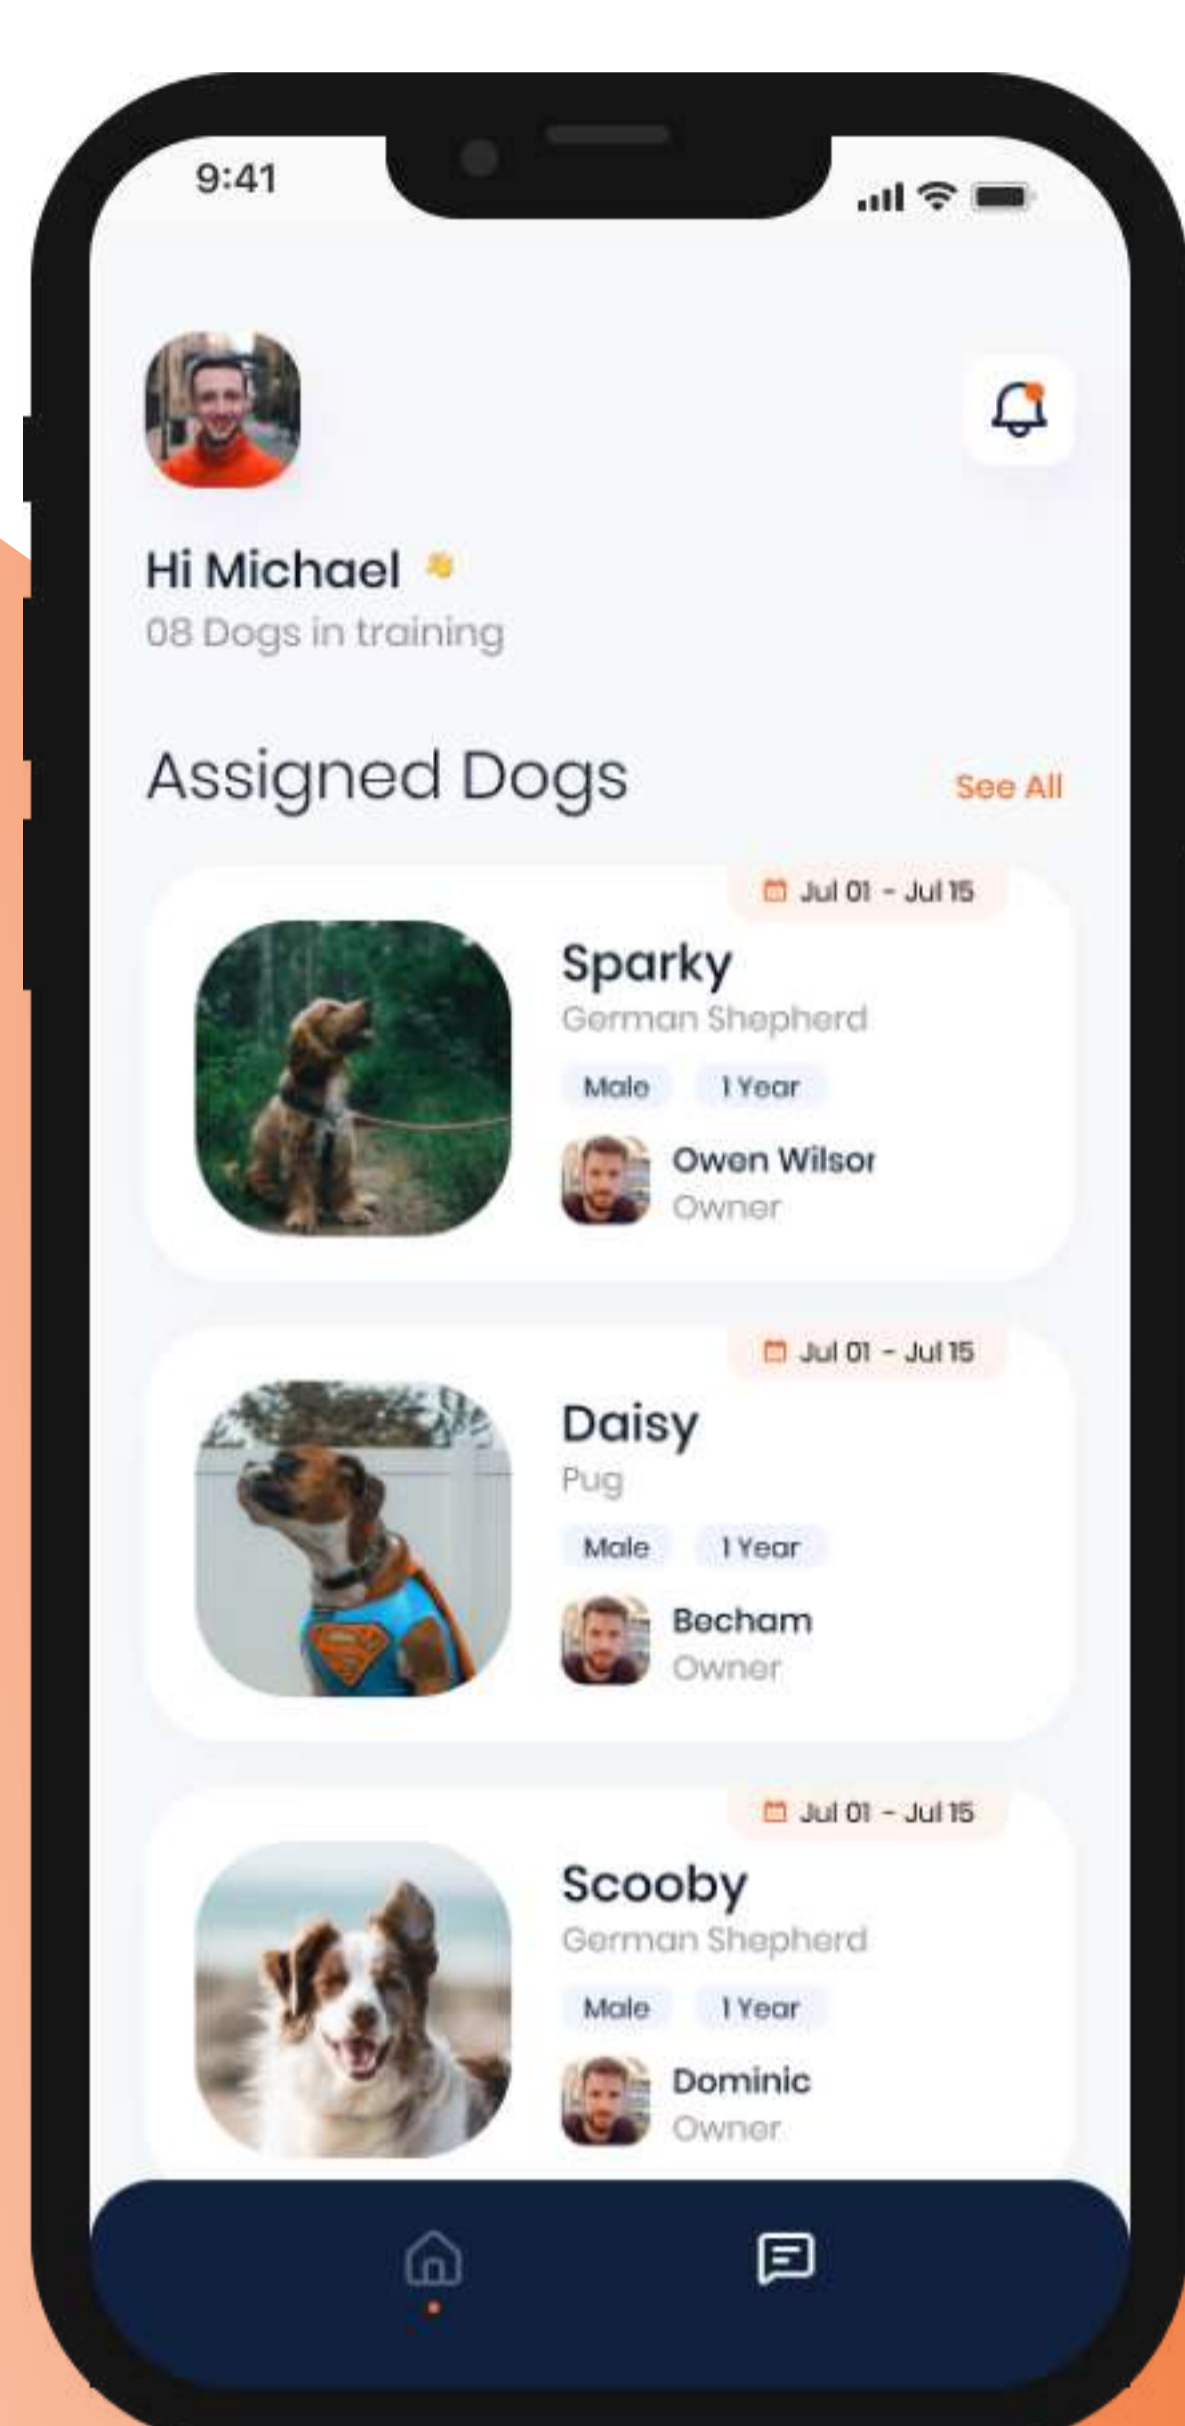 9:41
Hi Michael 👋
08 Dogs in training
Assigned Dogs
See All
Jul 01 - Jul 15
Sparky
German Shepherd
Male 1 Year
Owen Wilsor
Owner
Jul 01 - Jul 15
Daisy
Pug
Male 1 Year
Becham
Owner
Jul 01 - Jul 15
Scooby
German Shepherd
Male 1 Year
Dominic
Owner